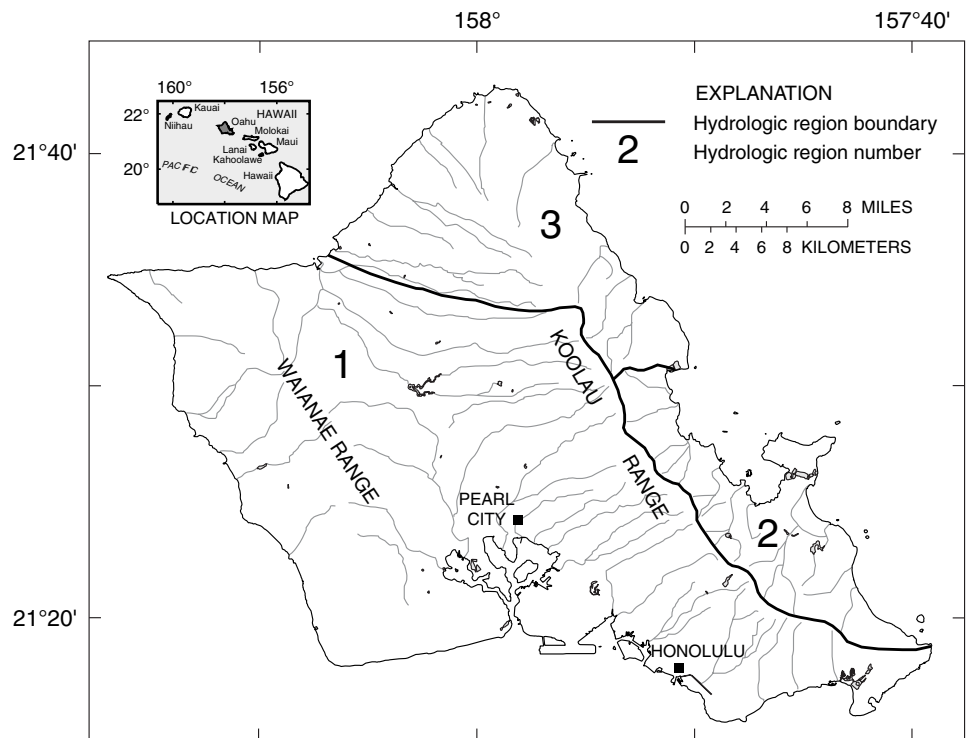 158°
157°40'
160°
156°
22°
20°
Kauai
Niihau
Oahu
HAWAII
Molokai
Lanai
Maui
Kahoolawe
Hawaii
PACIFIC
OCEAN
LOCATION MAP
EXPLANATION
Hydrologic region boundary
2
Hydrologic region number
0 2 4 6 8 MILES
0 2 4 6 8 KILOMETERS
21°40'
3
1
WAIANAE RANGE
KOOLAU
RANGE
PEARL
CITY
2
21°20'
HONOLULU